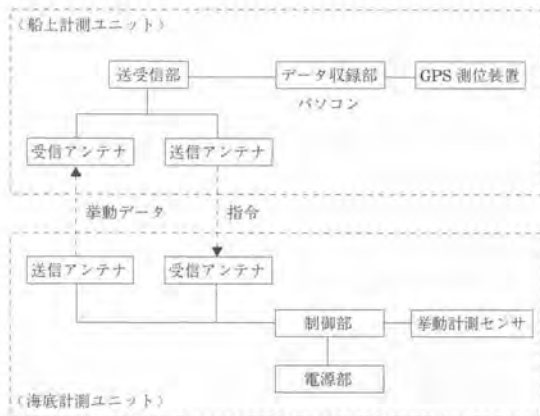 (船上計測ユニット)
送受信部 データ収録部 GPS 測位装置
パソコン
受信アンテナ 送信アンテナ
挙動データ 指令
送信アンテナ 受信アンテナ
制御部 挙動計測センサ
電源部
(海底計測ユニット)